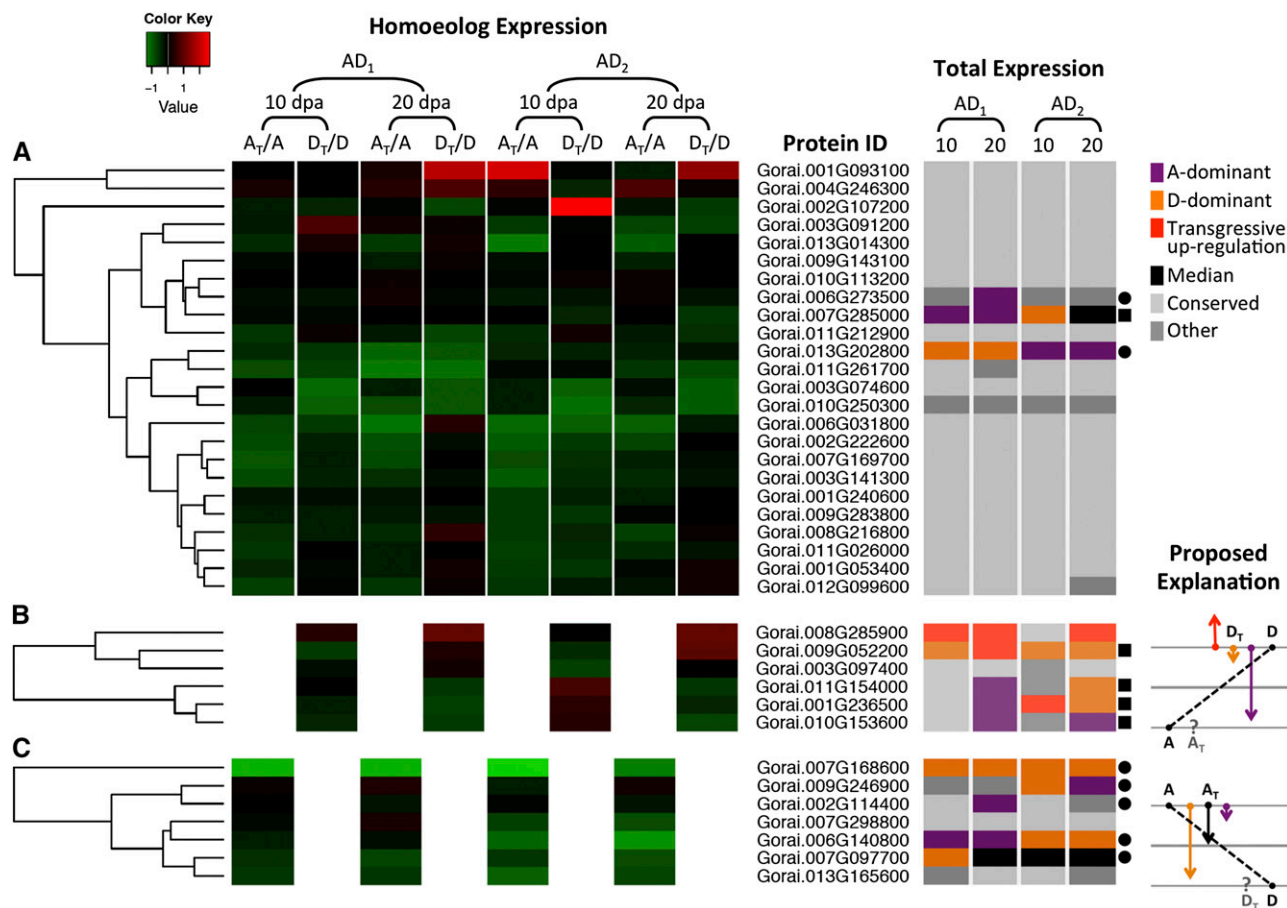 Color Key
-1 1
Value
Homoeolog Expression
AD1 AD2
10 dpa 20 dpa 10 dpa 20 dpa
AT/A DT/D AT/A DT/D AT/A DT/D AT/A DT/D
Protein ID
Total Expression
AD1 AD2
10 20 10 20
A
Gorai.001G093100
Gorai.004G246300
Gorai.002G107200
Gorai.003G091200
Gorai.013G014300
Gorai.009G143100
Gorai.010G113200
Gorai.006G273500
Gorai.007G285000
Gorai.011G212900
Gorai.013G202800
Gorai.011G261700
Gorai.003G074600
Gorai.010G250300
Gorai.006G031800
Gorai.002G222600
Gorai.007G169700
Gorai.003G141300
Gorai.001G240600
Gorai.009G283800
Gorai.008G216800
Gorai.011G026000
Gorai.001G053400
Gorai.012G099600
A-dominant
D-dominant
Transgressive
up-regulation
Median
Conserved
Other
Proposed
Explanation
B
Gorai.008G285900
Gorai.009G052200
Gorai.003G097400
Gorai.011G154000
Gorai.001G236500
Gorai.010G153600
DT D
?
A AT
C
Gorai.007G168600
Gorai.009G246900
Gorai.002G114400
Gorai.007G298800
Gorai.006G140800
Gorai.007G097700
Gorai.013G165600
A AT
?
DT D